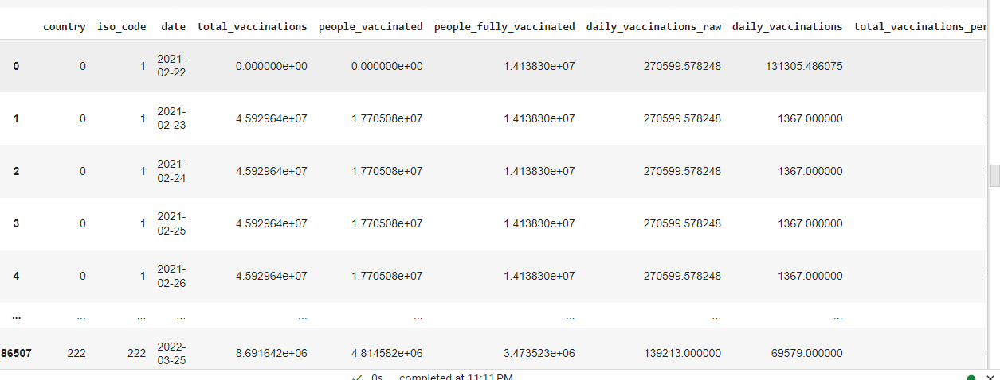 country iso_code date total_vaccinations people_vaccinated people_fully_vaccinated daily_vaccinations_raw daily_vaccinations total_vaccinations_per
0 0 1 2021-02-22 0.000000e+00 0.000000e+00 1.413830e+07 270599.578248 131305.486075
1 0 1 2021-02-23 4.592964e+07 1.770508e+07 1.413830e+07 270599.578248 1367.000000
2 0 1 2021-02-24 4.592964e+07 1.770508e+07 1.413830e+07 270599.578248 1367.000000
3 0 1 2021-02-25 4.592964e+07 1.770508e+07 1.413830e+07 270599.578248 1367.000000
4 0 1 2021-02-26 4.592964e+07 1.770508e+07 1.413830e+07 270599.578248 1367.000000
... ... ... ... ... ... ... ... ...
86507 222 222 2022-03-25 8.691642e+06 4.814582e+06 3.473523e+06 139213.000000 69579.000000
0s completed at 11:11 PM